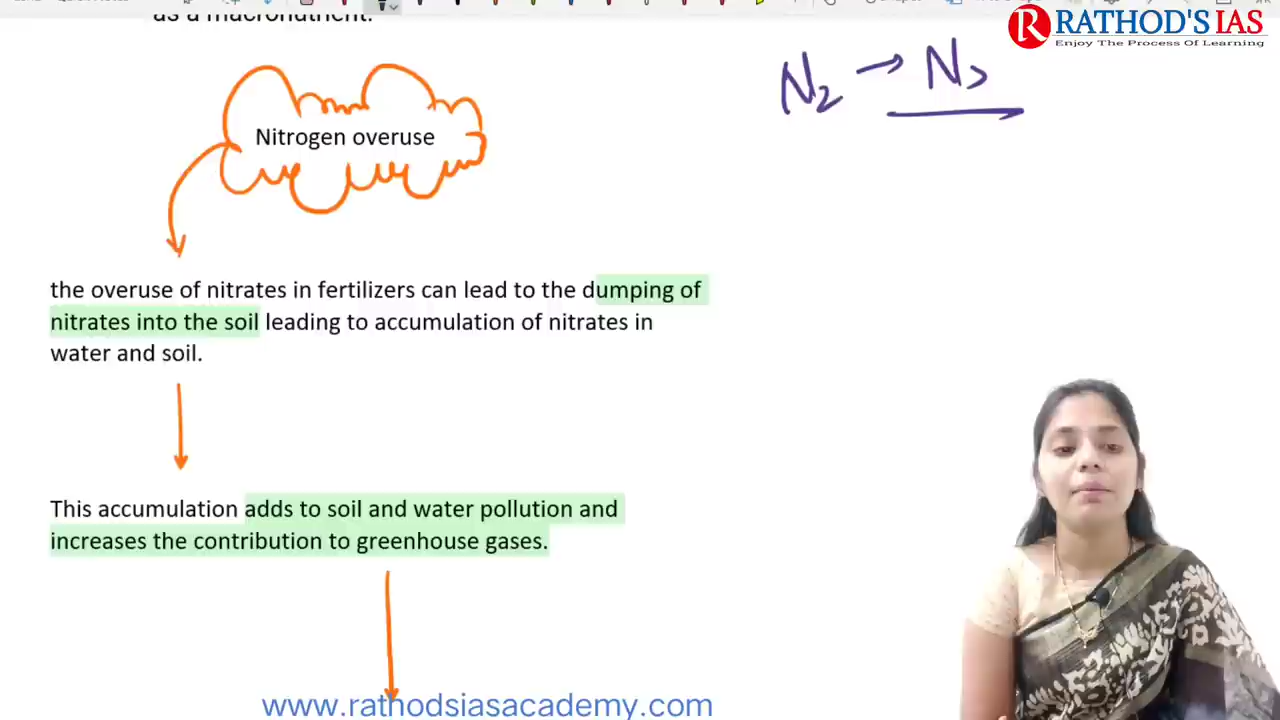 as a macronutrient.
RATHOD'S IAS
Enjoy The Process Of Learning
N2 → N
Nitrogen overuse
the overuse of nitrates in fertilizers can lead to the dumping of
nitrates into the soil leading to accumulation of nitrates in
water and soil.
This accumulation adds to soil and water pollution and
increases the contribution to greenhouse gases.
www.rathodsiasacademy.com